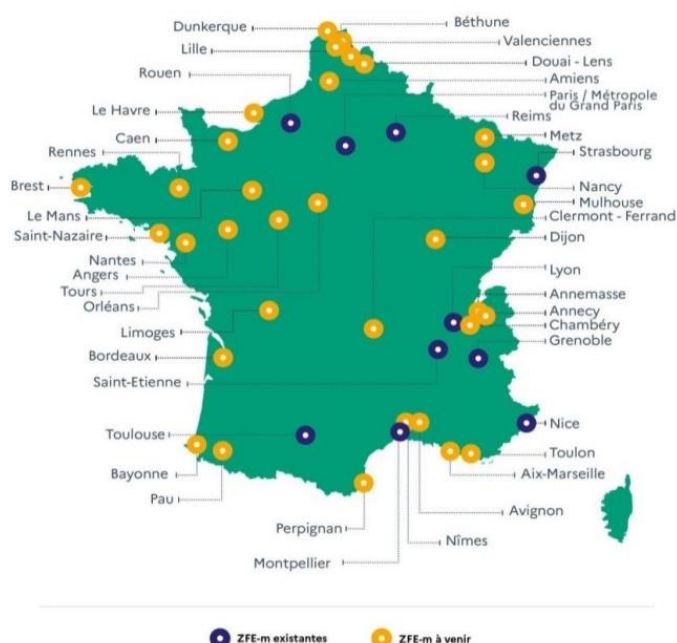 Dunkerque
Béthune
Lille
Valenciennes
Douai - Lens
Rouen
Amiens
Paris / Métropole
du Grand Paris
Le Havre
Reims
Caen
Metz
Rennes
Strasbourg
Brest
Nancy
Mulhouse
Le Mans
Clermont - Ferrand
Saint-Nazaire
Dijon
Nantes
Angers
Lyon
Tours
Annemasse
Orléans
Annecy
Limoges
Chambéry
Grenoble
Bordeaux
Saint-Etienne
Nice
Toulouse
Toulon
Bayonne
Aix-Marseille
Pau
Avignon
Perpignan
Nîmes
Montpellier
ZFE-m existantes
ZFE-m à venir